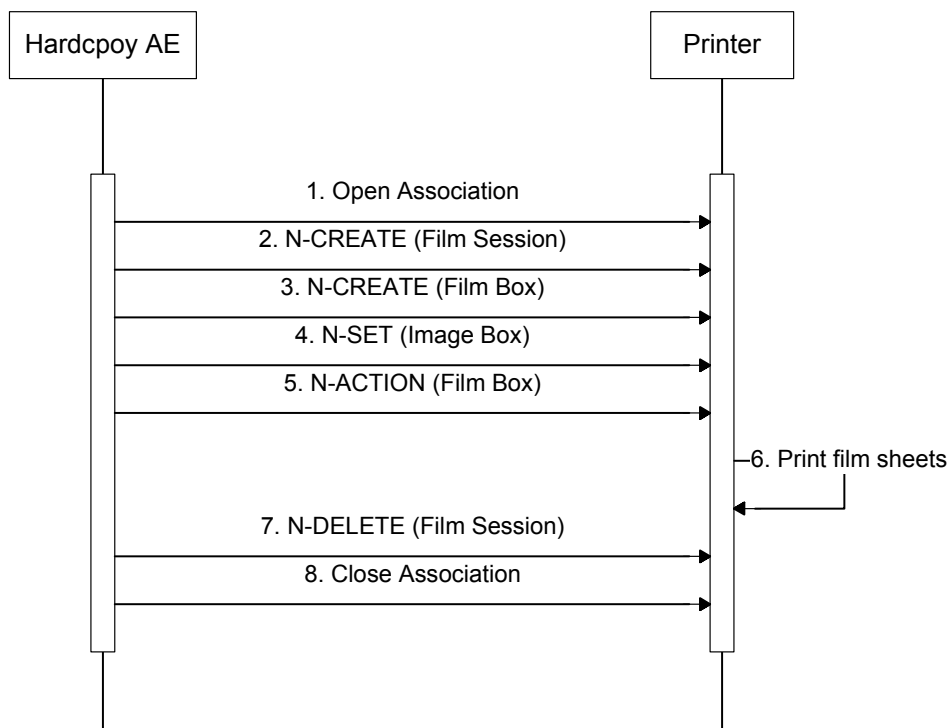 Hardcpoy AE
Printer
1. Open Association
2. N-CREATE (Film Session)
3. N-CREATE (Film Box)
4. N-SET (Image Box)
5. N-ACTION (Film Box)
6. Print film sheets
7. N-DELETE (Film Session)
8. Close Association